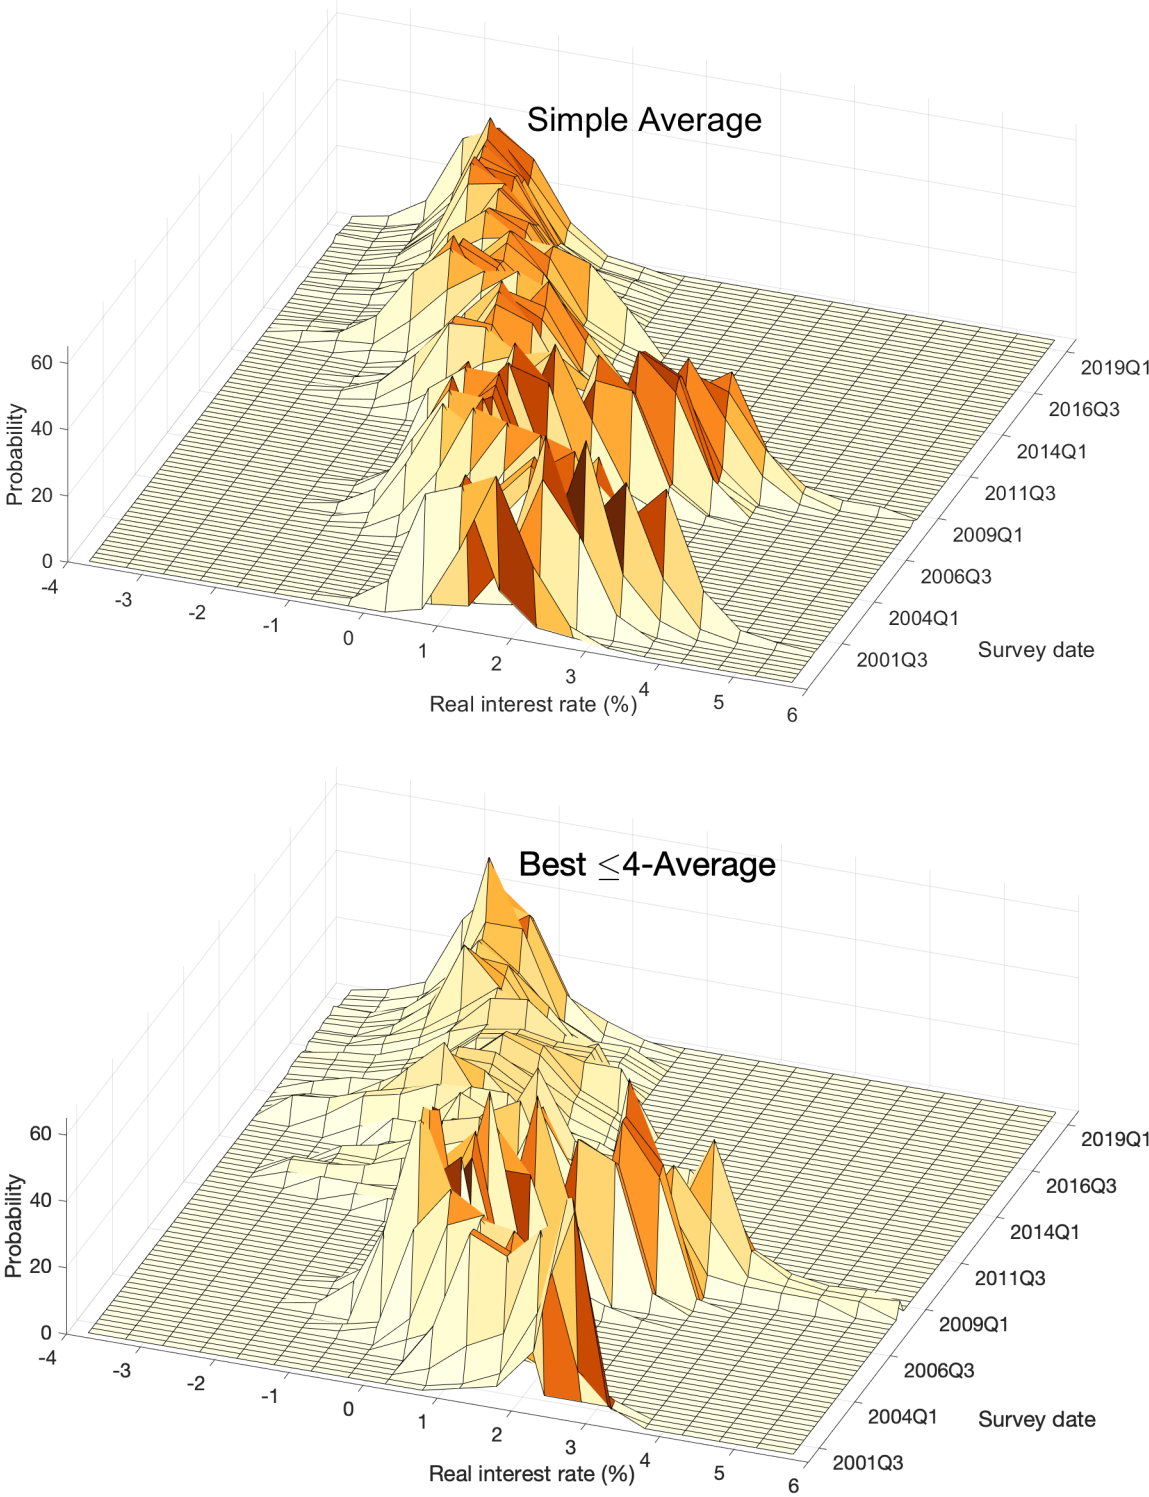 Simple Average
60
40
20
0
Probability
-4
-3
-2
-1
0
1
2
3
4
5
6
Real interest rate (%)
2019Q1
2016Q3
2014Q1
2011Q3
2009Q1
2006Q3
2004Q1
2001Q3
Survey date
Best ≤4-Average
60
40
20
0
Probability
-4
-3
-2
-1
0
1
2
3
4
5
6
Real interest rate (%)
2019Q1
2016Q3
2014Q1
2011Q3
2009Q1
2006Q3
2004Q1
2001Q3
Survey date